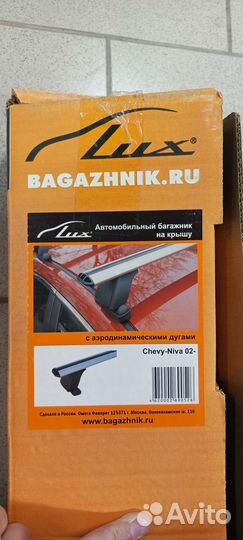 Lux®
BAGAZHNIK.RU
Lux
Автомобильный багажник
на крышу
с аэродинамическими дугами
Chevy-Niva 02-
Сделано в России. Омега Фаворит 125371 г. Москва, Волоколамское ш. 116
www.bagazhnik.ru
Avito